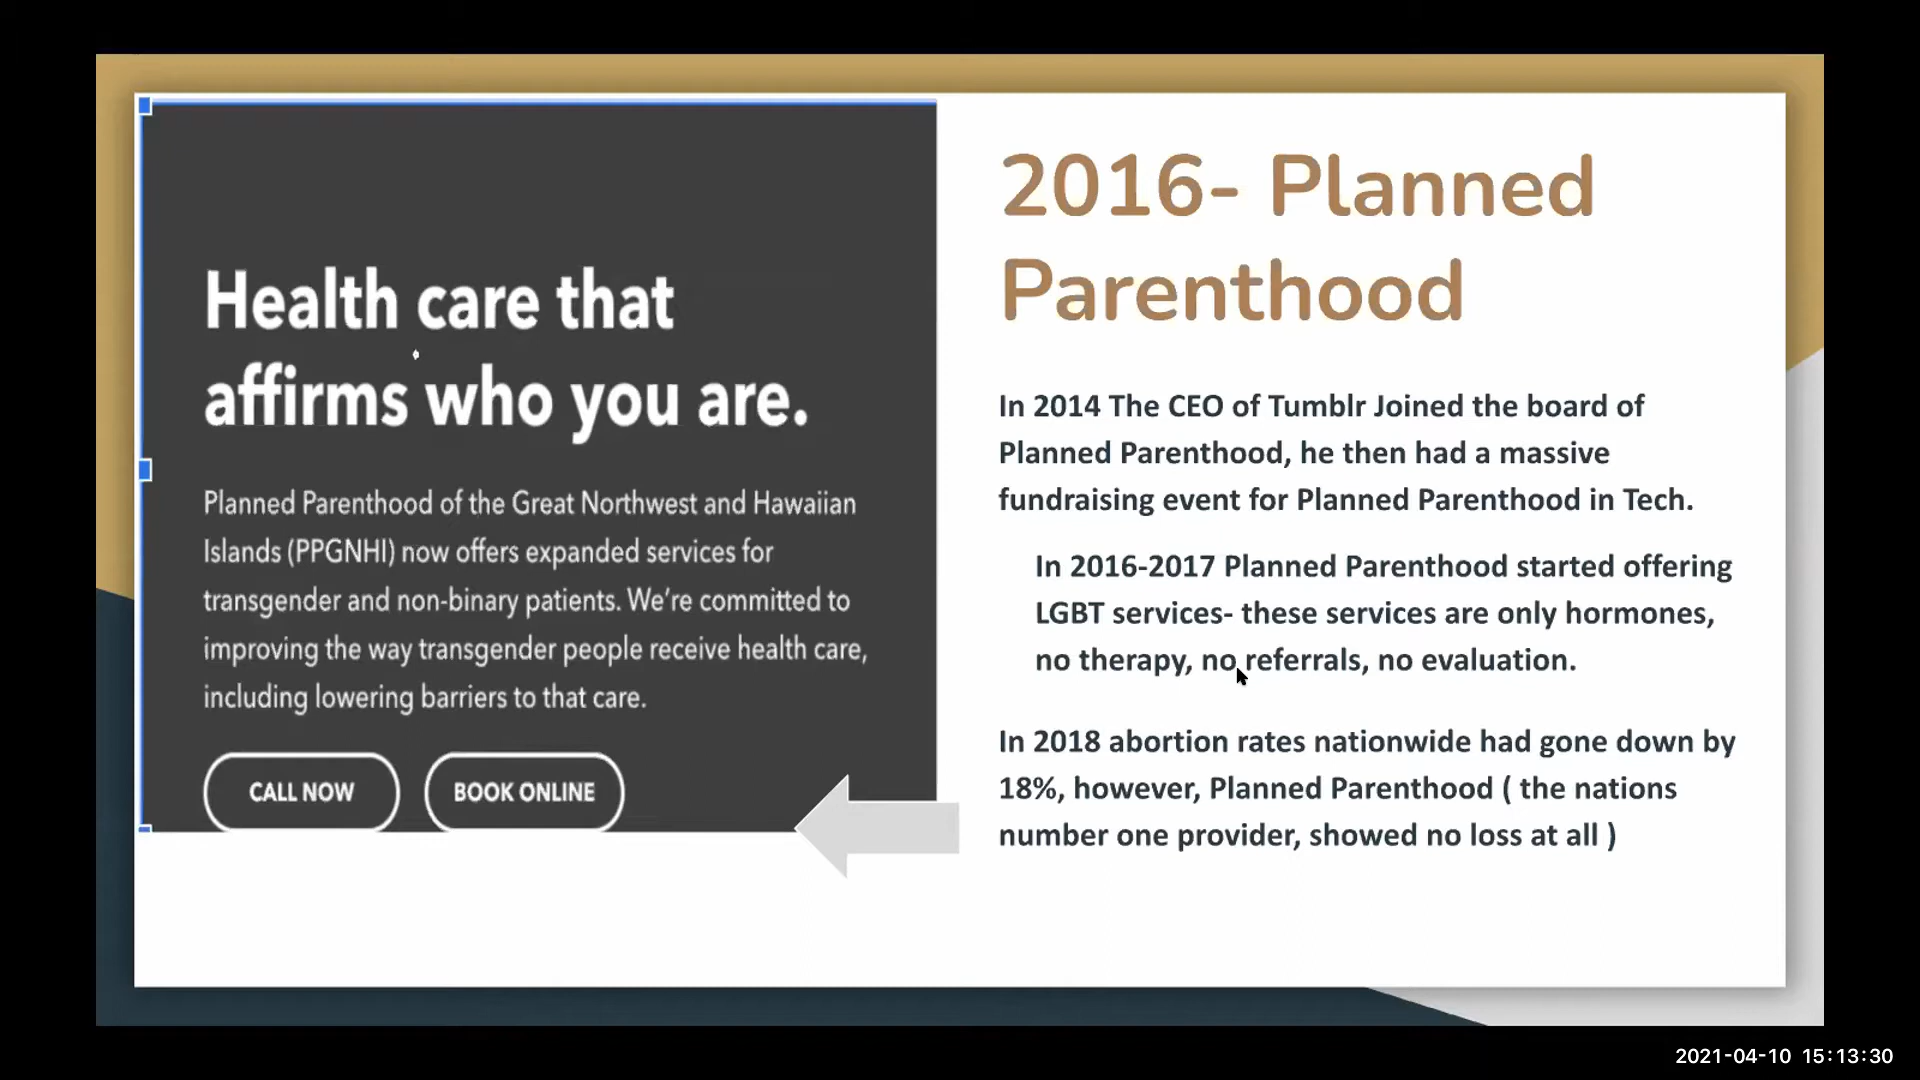 Health care that
affirms who you are.
Planned Parenthood of the Great Northwest and Hawaiian
Islands (PPGNHI) now offers expanded services for
transgender and non-binary patients. We're committed to
improving the way transgender people receive health care,
including lowering barriers to that care.
CALL NOW BOOK ONLINE
2016- Planned
Parenthood
In 2014 The CEO of Tumblr Joined the board of
Planned Parenthood, he then had a massive
fundraising event for Planned Parenthood in Tech.
In 2016-2017 Planned Parenthood started offering
LGBT services- these services are only hormones,
no therapy, no referrals, no evaluation.
In 2018 abortion rates nationwide had gone down by
18%, however, Planned Parenthood ( the nations
number one provider, showed no loss at all )
2021-04-10 15:13:30